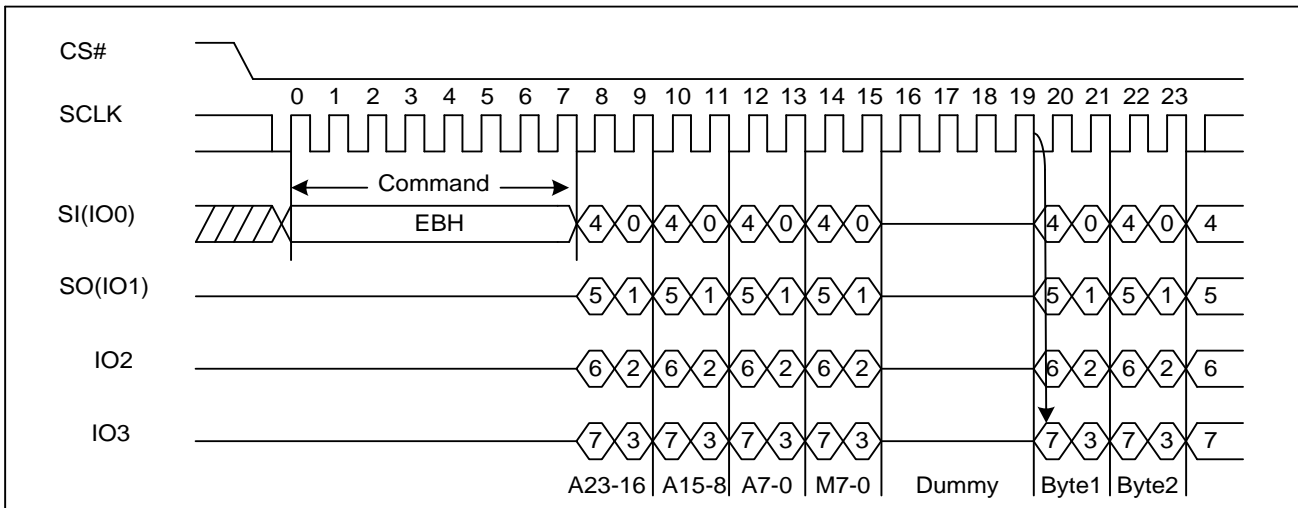 CS#
0 1 2 3 4 5 6 7 8 9 10 11 12 13 14 15 16 17 18 19 20 21 22 23
SCLK
Command
SI(IO0) EBH 4 0 4 0 4 0 4 0 4 0 4 0 4
SO(IO1) 5 1 5 1 5 1 5 1 5 1 5 1 5
IO2 6 2 6 2 6 2 6 2 6 2 6 2 6
IO3 7 3 7 3 7 3 7 3 7 3 7 3 7
A23-16 A15-8 A7-0 M7-0 Dummy Byte1 Byte2